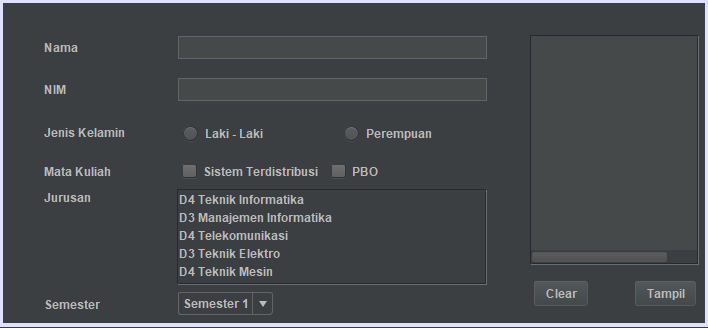 Nama
NIM
Jenis Kelamin Laki - Laki Perempuan
Mata Kuliah Sistem Terdistribusi PBO
Jurusan
D4 Teknik Informatika
D3 Manajemen Informatika
D4 Telekomunikasi
D3 Teknik Elektro
D4 Teknik Mesin
Semester Semester 1
Clear Tampil